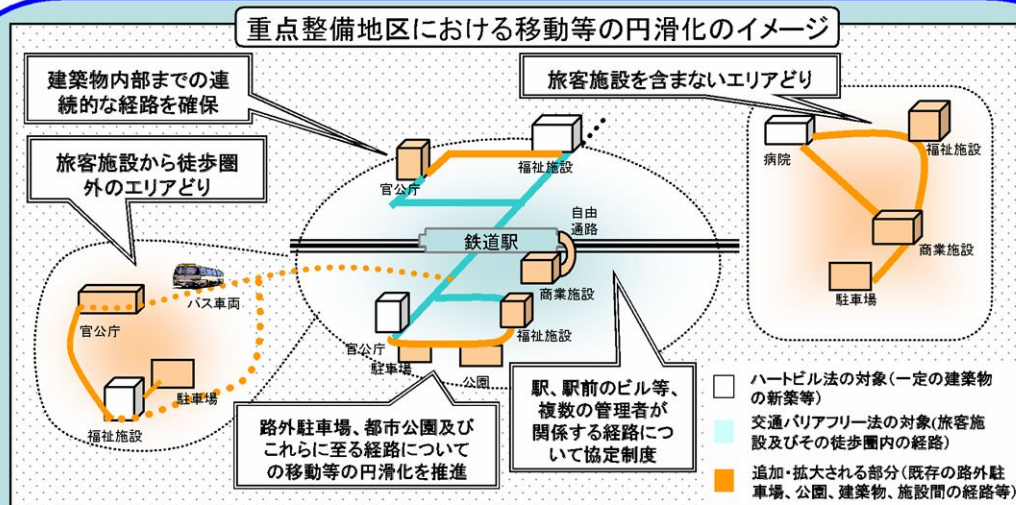 重点整備地区における移動等の円滑化のイメージ
建築物内部までの連
続的な経路を確保
旅客施設を含まないエリアどり
旅客施設から徒歩圏
外のエリアどり
官公庁
福祉施設
病院
福祉施設
自由
通路
鉄道駅
商業施設
商業施設
バス車両
官公庁
駐車場
福祉施設
官公庁
駐車場
公園
福祉施設
駐車場
路外駐車場、都市公園及び
これらに至る経路について
の移動等の円滑化を推進
駅、駅前のビル等、
複数の管理者が
関係する経路につ
いて協定制度
ハートビル法の対象(一定の建築物
の新築等)
交通バリアフリー法の対象(旅客施
設及びその徒歩圏内の経路)
追加・拡大される部分(既存の路外駐
車場、公園、建築物、施設間の経路等)